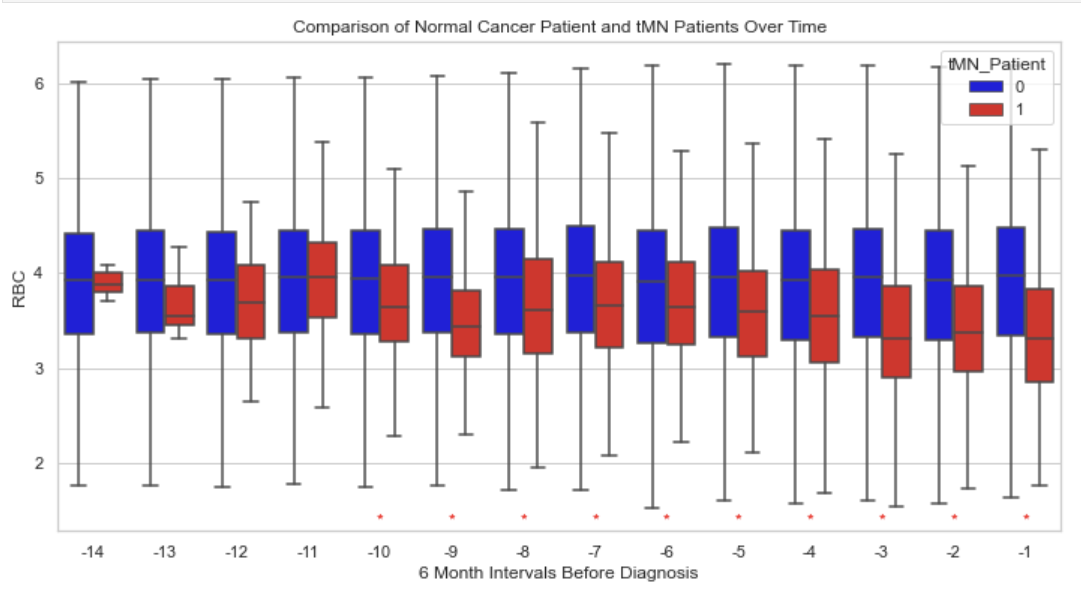 Comparison of Normal Cancer Patient and tMN Patients Over Time
tMN_Patient
0
1
6
5
4
3
2
RBC
* * * * * * * * * *
-14 -13 -12 -11 -10 -9 -8 -7 -6 -5 -4 -3 -2 -1
6 Month Intervals Before Diagnosis